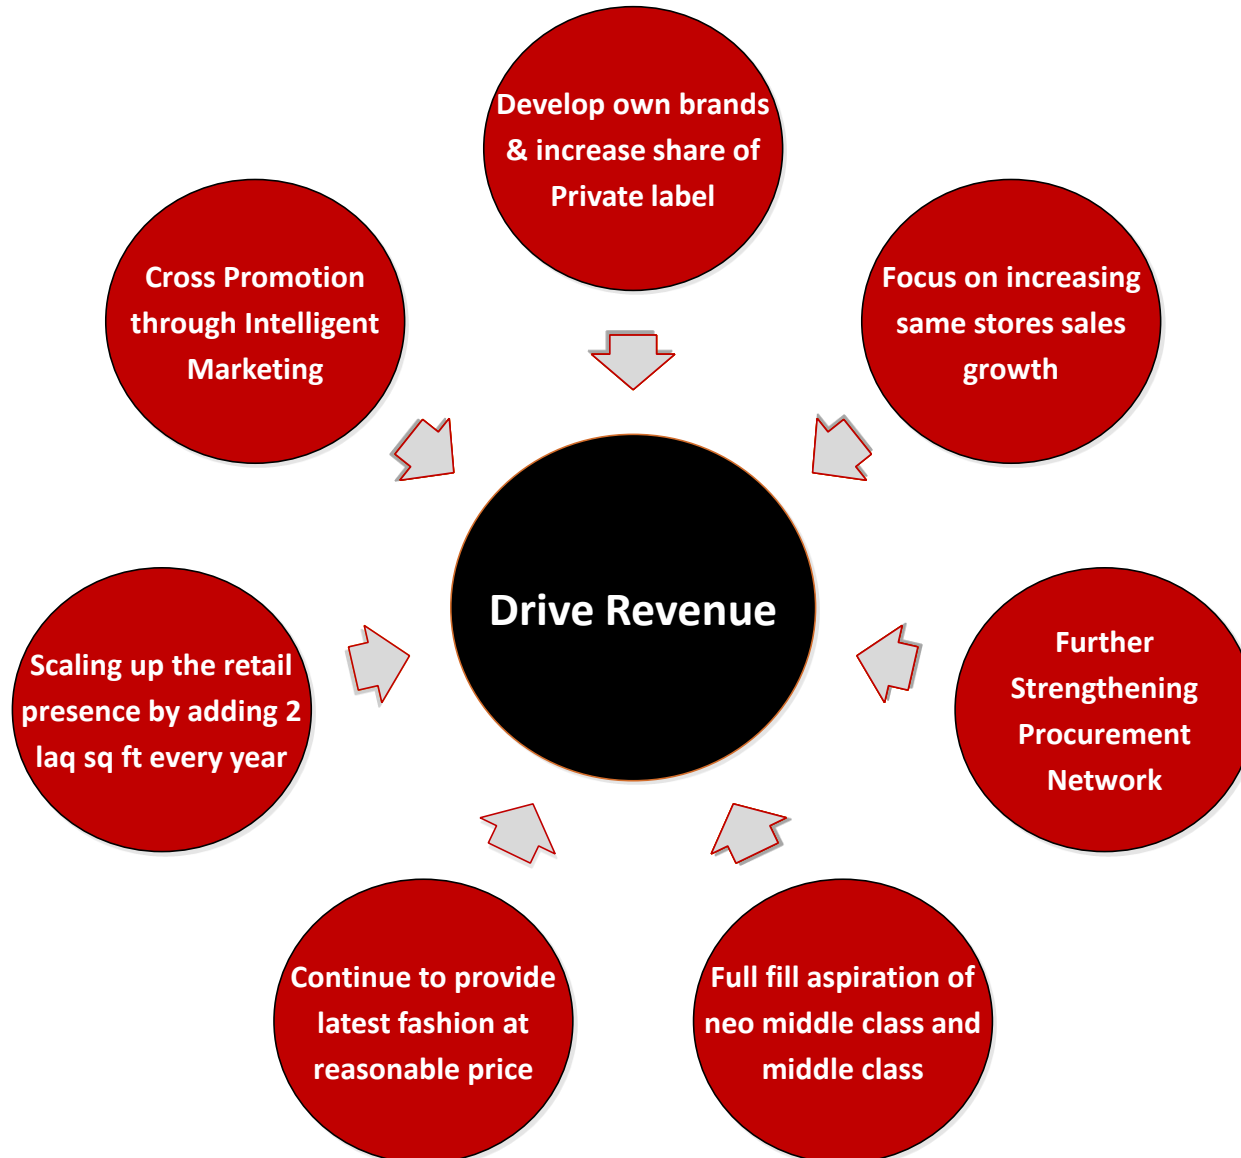 Develop own brands
& increase share of
Private label
Cross Promotion
through Intelligent
Marketing
Focus on increasing
same stores sales
growth
Drive Revenue
Scaling up the retail
presence by adding 2
laq sq ft every year
Further
Strengthening
Procurement
Network
Continue to provide
latest fashion at
reasonable price
Full fill aspiration of
neo middle class and
middle class